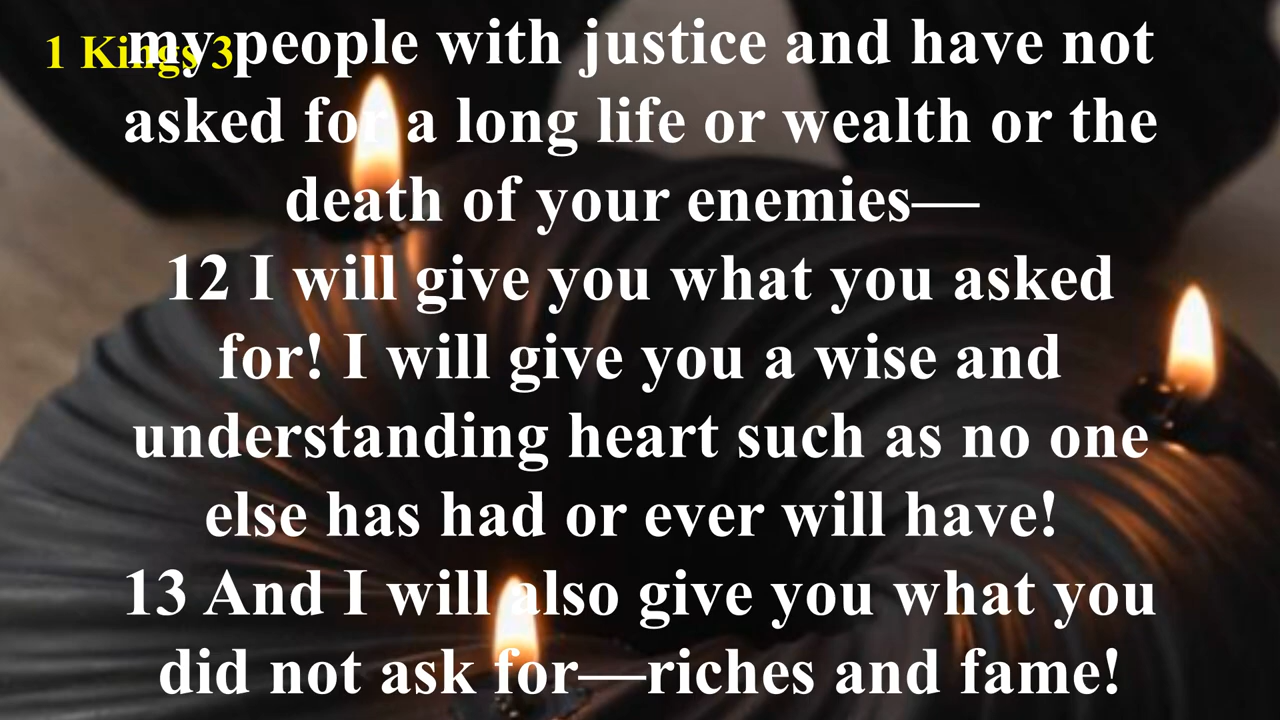 1 Kings 3
my people with justice and have not
asked for a long life or wealth or the
death of your enemies—
12 I will give you what you asked
for! I will give you a wise and
understanding heart such as no one
else has had or ever will have!
13 And I will also give you what you
did not ask for—riches and fame!